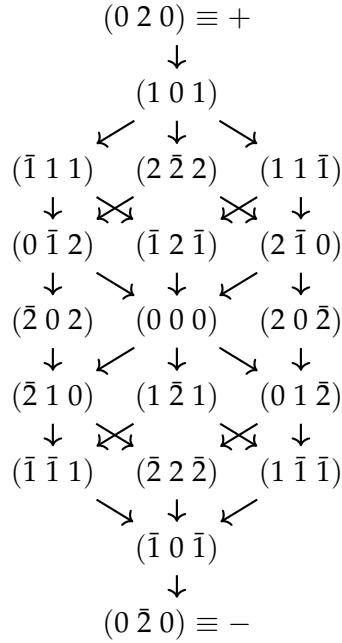 (0 2 0) ≡ +
(1 0 1)
(1̄ 1 1) (2 2̄ 2) (1 1 1̄)
(0 1̄ 2) (1̄ 2 1̄) (2 1̄ 0)
(2̄ 0 2) (0 0 0) (2 0 2̄)
(2̄ 1 0) (1 2̄ 1) (0 1 2̄)
(1̄ 1̄ 1) (2̄ 2 2̄) (1 1̄ 1̄)
(1̄ 0 1̄)
(0 2̄ 0) ≡ −